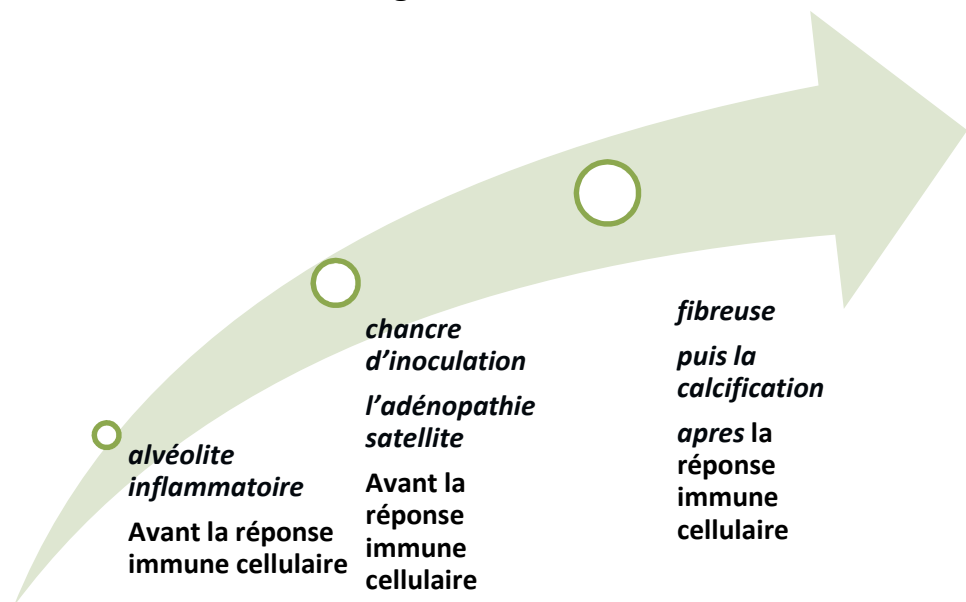 alvéolite
inflammatoire
Avant la réponse
immune cellulaire
chancre
d’inoculation
l’adénopathie
satellite
Avant la
réponse
immune
cellulaire
fibreuse
puis la
calcification
apres la
réponse
immune
cellulaire